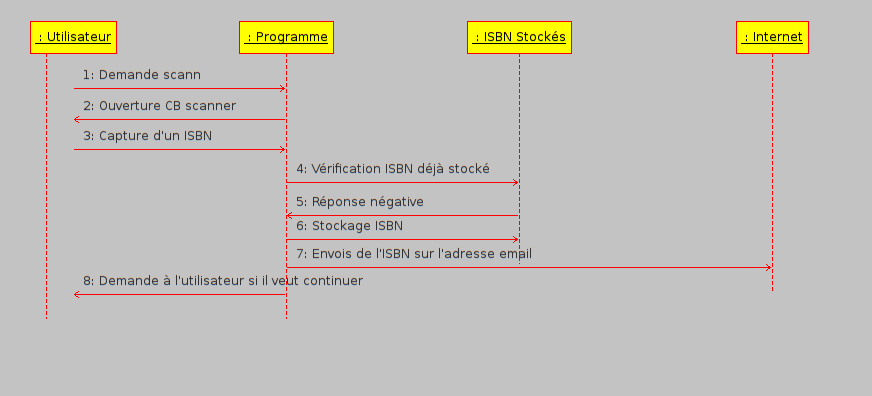 : Utilisateur
: Programme
: ISBN Stockés
: Internet
1: Demande scann
2: Ouverture CB scanner
3: Capture d'un ISBN
4: Vérification ISBN déjà stocké
5: Réponse négative
6: Stockage ISBN
7: Envois de l'ISBN sur l'adresse email
8: Demande à l'utilisateur si il veut continuer